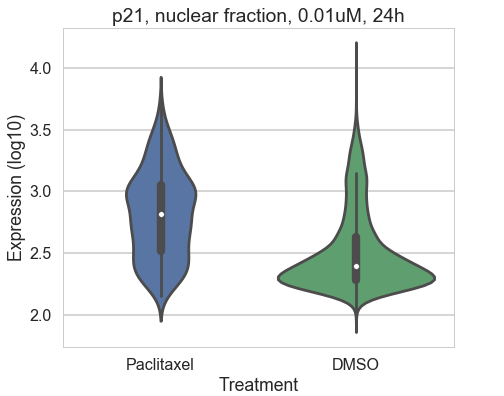 p21, nuclear fraction, 0.01uM, 24h
Expression (log10)
4.0
3.5
3.0
2.5
2.0
Paclitaxel DMSO
Treatment